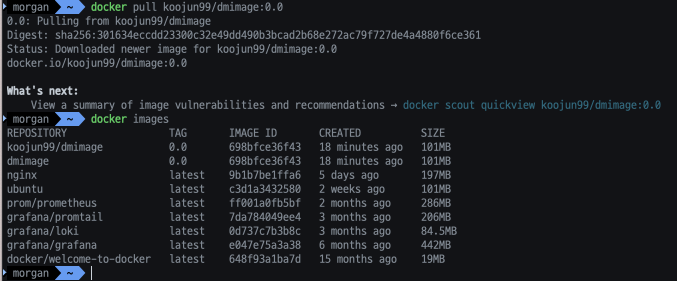 morgan ~ docker pull koojun99/dmimage:0.0
0.0: Pulling from koojun99/dmimage
Digest: sha256:301634eccdd23300c32e49dd490b3bcad2b68e272ac79f727de4a4880f6ce361
Status: Downloaded newer image for koojun99/dmimage:0.0
docker.io/koojun99/dmimage:0.0
What's next:
View a summary of image vulnerabilities and recommendations → docker scout quickview koojun99/dmimage:0.0
morgan ~ docker images
REPOSITORY TAG IMAGE ID CREATED SIZE
koojun99/dmimage 0.0 698bfce36f43 18 minutes ago 101MB
dmimage 0.0 698bfce36f43 18 minutes ago 101MB
nginx latest 9b1b7be1ffa6 5 days ago 197MB
ubuntu latest c3d1a3432580 2 weeks ago 101MB
prom/prometheus latest ff001a0fb5bf 2 months ago 286MB
grafana/promtail latest 7da784049ee4 3 months ago 206MB
grafana/loki latest 0d737c7b3b8c 3 months ago 84.5MB
grafana/grafana latest e047e75a3a38 6 months ago 442MB
docker/welcome-to-docker latest 648f93a1ba7d 15 months ago 19MB
morgan ~